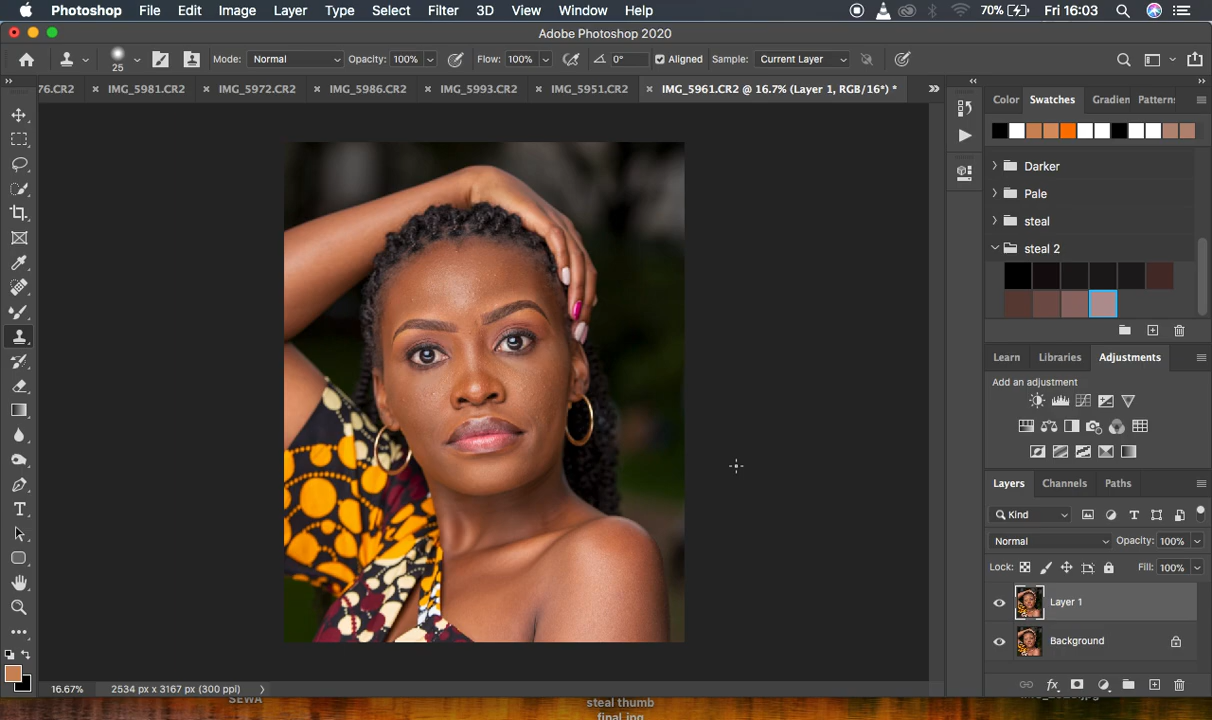 Photoshop File Edit Image Layer Type Select Filter 3D View Window Help 70% Fri 16:03
Adobe Photoshop 2020
25 Mode: Normal Opacity: 100% Flow: 100% 0° Aligned Sample: Current Layer
76.CR2 IMG_5981.CR2 IMG_5972.CR2 IMG_5986.CR2 IMG_5993.CR2 IMG_5951.CR2 IMG_5961.CR2 @ 16.7% (Layer 1, RGB/16*) *
Color Swatches Gradien Patterns
Darker
Pale
steal
steal 2
Learn Libraries Adjustments
Add an adjustment
Layers Channels Paths
Kind
Normal Opacity: 100%
Lock: Fill: 100%
Layer 1
Background
16.67% 2534 px x 3167 px (300 ppi)
SEWA
steal thumb
final.jpg